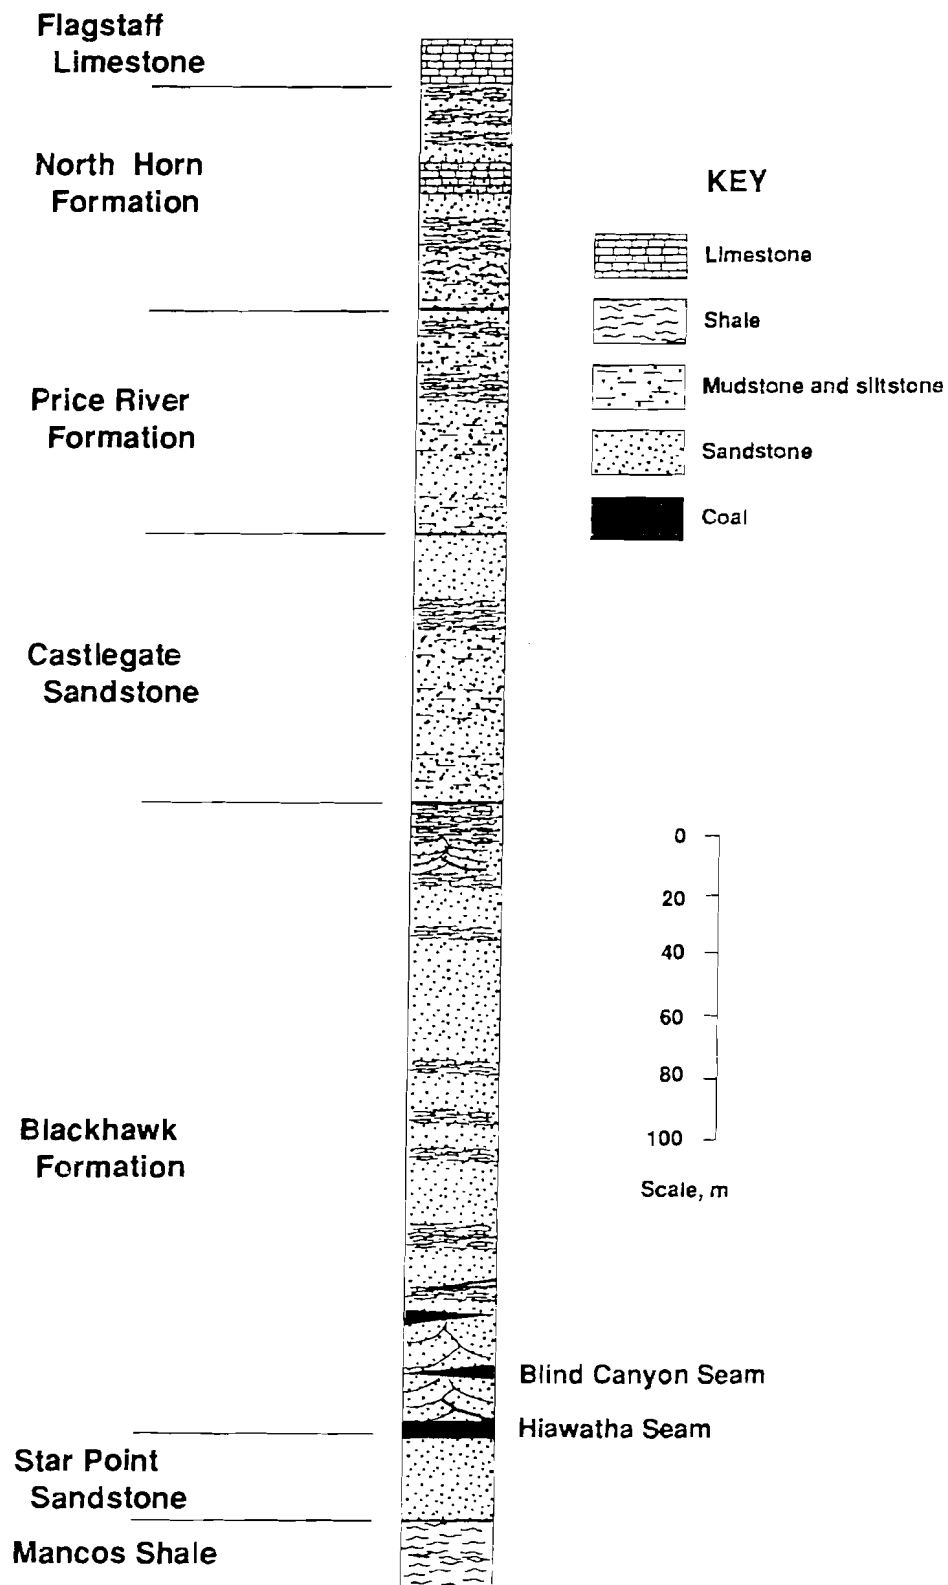 Flagstaff
Limestone
North Horn
Formation
KEY
Limestone
Shale
Mudstone and siltstone
Sandstone
Coal
Price River
Formation
Castlegate
Sandstone
0
20
40
60
80
100
Scale, m
Blackhawk
Formation
Blind Canyon Seam
Hiawatha Seam
Star Point
Sandstone
Mancos Shale